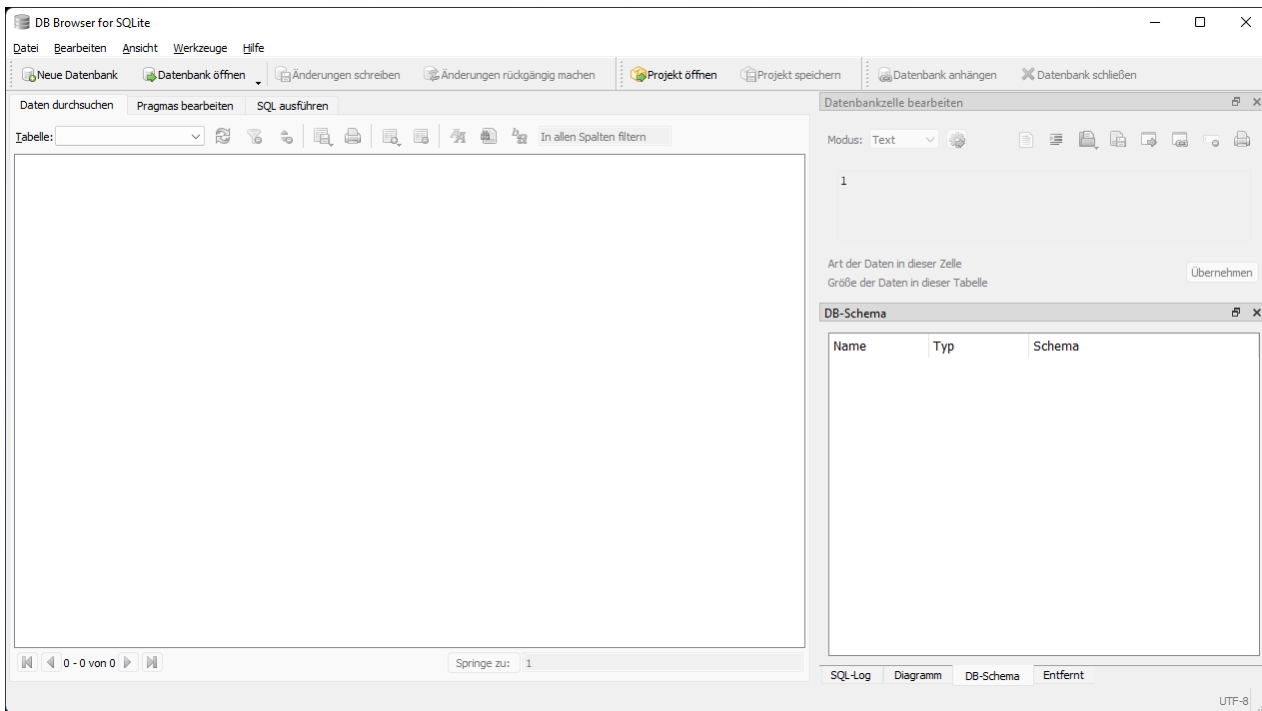 DB Browser for SQLite
Datei Bearbeiten Ansicht Werkzeuge Hilfe
Neue Datenbank Datenbank öffnen Änderungen schreiben Änderungen rückgängig machen Projekt öffnen Projekt speichern Datenbank anhängen Datenbank schließen
Daten durchsuchen Pragmas bearbeiten SQL ausführen
Tabelle: In allen Spalten filtern
0 - 0 von 0 Springe zu: 1
Datenbankzelle bearbeiten
Modus: Text
1
Art der Daten in dieser Zelle
Größe der Daten in dieser Tabelle
Übernehmen
DB-Schema
Name Typ Schema
SQL-Log Diagramm DB-Schema Entfernt
UTF-8